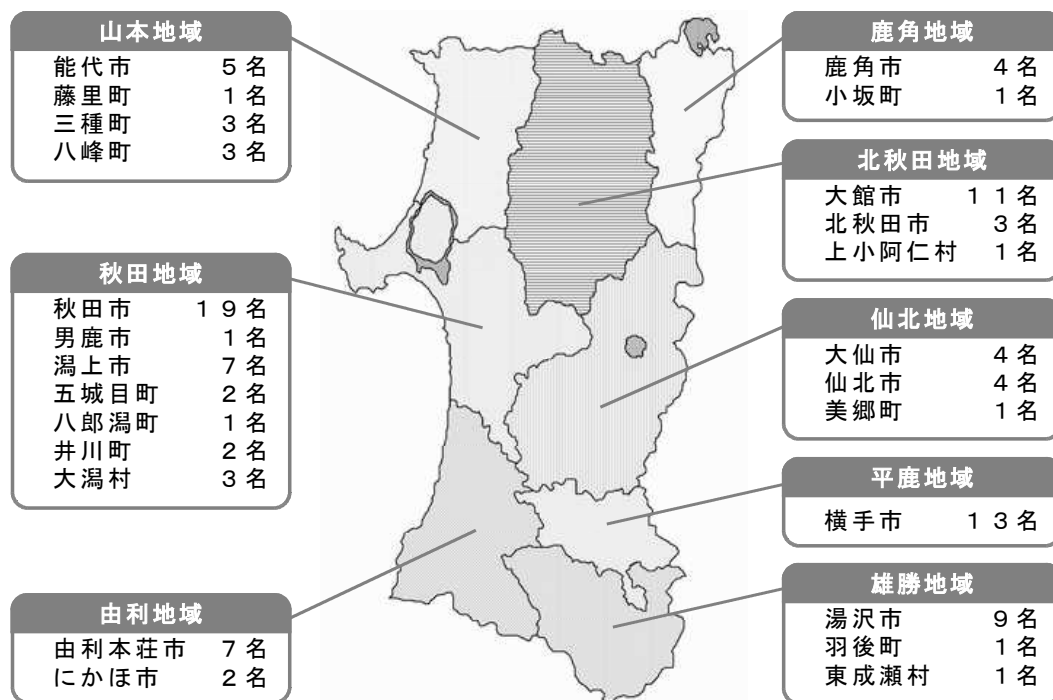 山本地域
能代市 5名
藤里町 1名
三種町 3名
八峰町 3名
秋田地域
秋田市 19名
男鹿市 1名
潟上市 7名
五城目町 2名
八郎潟町 1名
井川町 2名
大潟村 3名
由利地域
由利本荘市 7名
にかほ市 2名
鹿角地域
鹿角市 4名
小坂町 1名
北秋田地域
大館市 11名
北秋田市 3名
上小阿仁村 1名
仙北地域
大仙市 4名
仙北市 4名
美郷町 1名
平鹿地域
横手市 13名
雄勝地域
湯沢市 9名
羽後町 1名
東成瀬村 1名